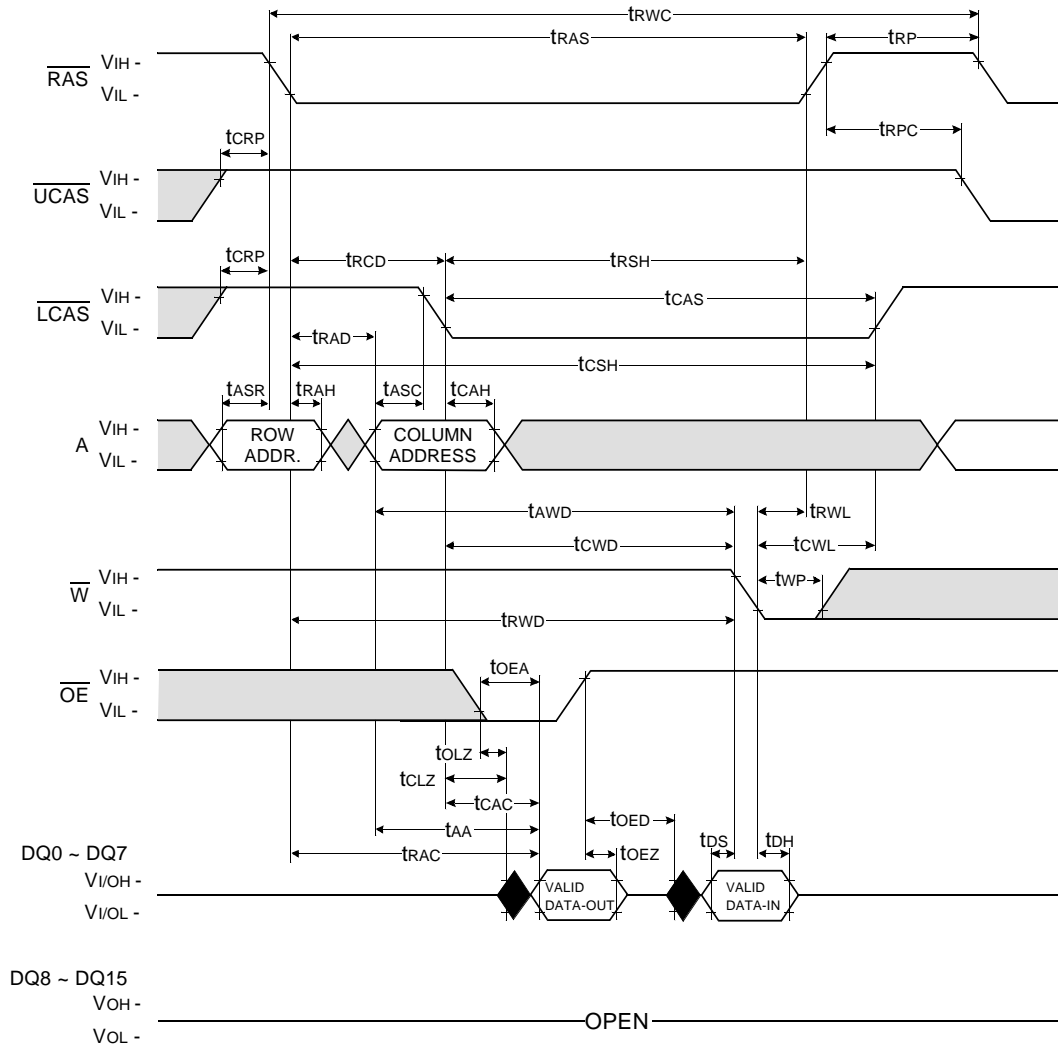 tRWC
tRAS
tRP
RAS
VIH -
VIL -
tCRP
tRPC
UCAS
VIH -
VIL -
tCRP
tRCD
tRSH
LCAS
VIH -
VIL -
tCAS
tRAD
tCSH
tASR
tRAH
tASC
tCAH
A
VIH -
VIL -
ROW
ADDR.
COLUMN
ADDRESS
tAWD
tRWL
tCWD
tCWL
W
VIH -
VIL -
tWP
tRWD
OE
VIH -
VIL -
tOEA
tOLZ
tCLZ
tCAC
tAA
tOED
tRAC
tOEZ
tDS
tDH
DQ0 ~ DQ7
VI/OH -
VI/OL -
VALID
DATA-OUT
VALID
DATA-IN
DQ8 ~ DQ15
VOH -
VOL -
OPEN